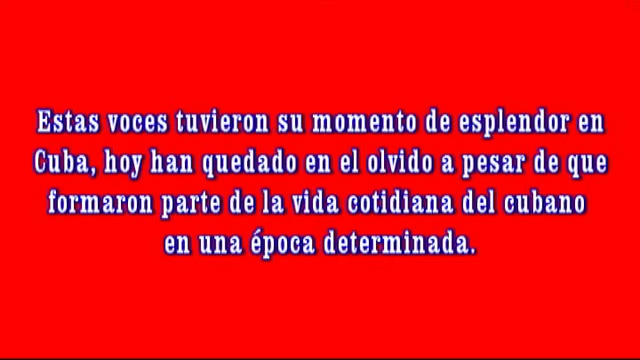 Estas voces tuvieron su momento de esplendor en
Cuba, hoy han quedado en el olvido a pesar de que
formaron parte de la vida cotidiana del cubano
en una época determinada.